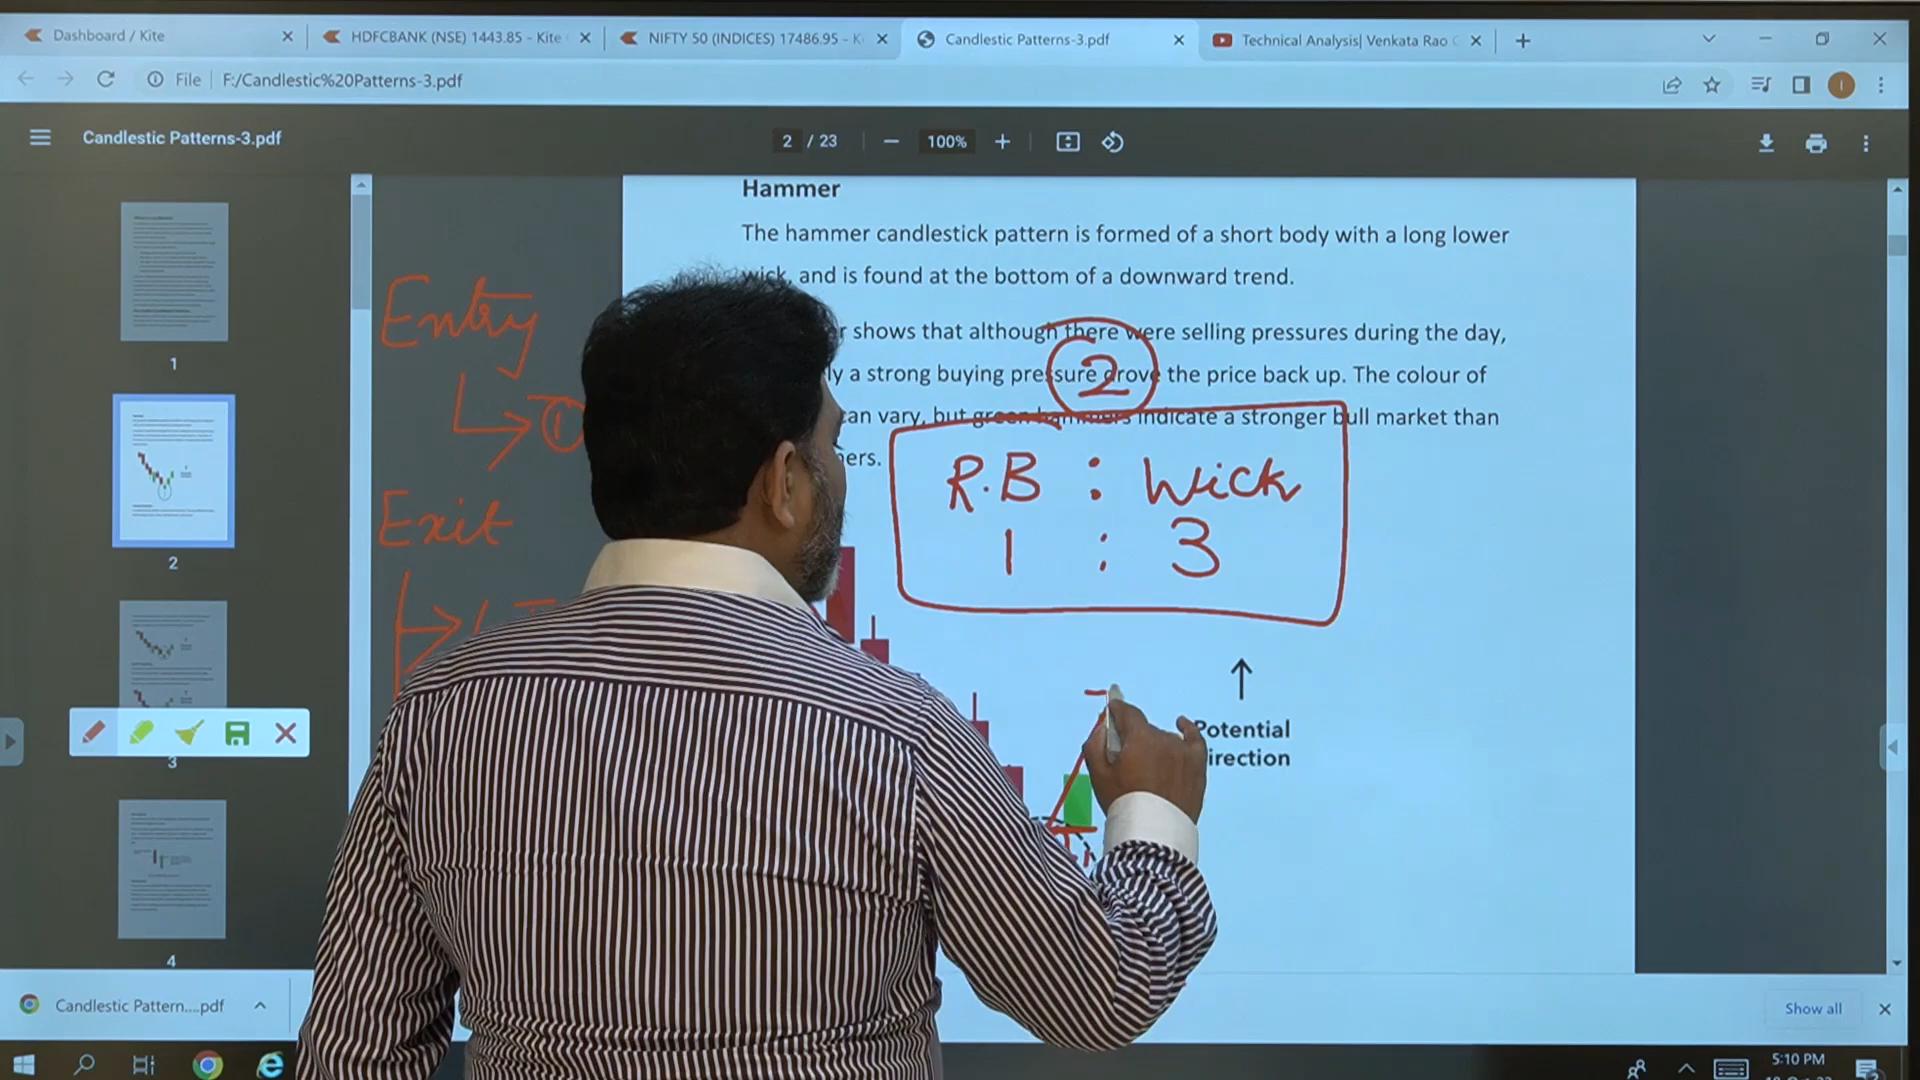 Dashboard / Kite
HDFCBANK (NSE) 1443.85 - Kite
NIFTY 50 (INDICES) 17486.95 - K
Candlestic Patterns-3.pdf
Technical Analysis| Venkata Rao C
File
F:/Candlestic%20Patterns-3.pdf
Candlestic Patterns-3.pdf
2 / 23
100%
1
2
3
4
Hammer
The hammer candlestick pattern is formed of a short body with a long lower
wick, and is found at the bottom of a downward trend.
shows that although there were selling pressures during the day,
a strong buying pressure drove the price back up. The colour of
can vary, but green hammers indicate a stronger bull market than
Entry
1
Exit
2
R.B : Wick
1 : 3
Potential
Candlestic Pattern....pdf
Show all
5:10 PM